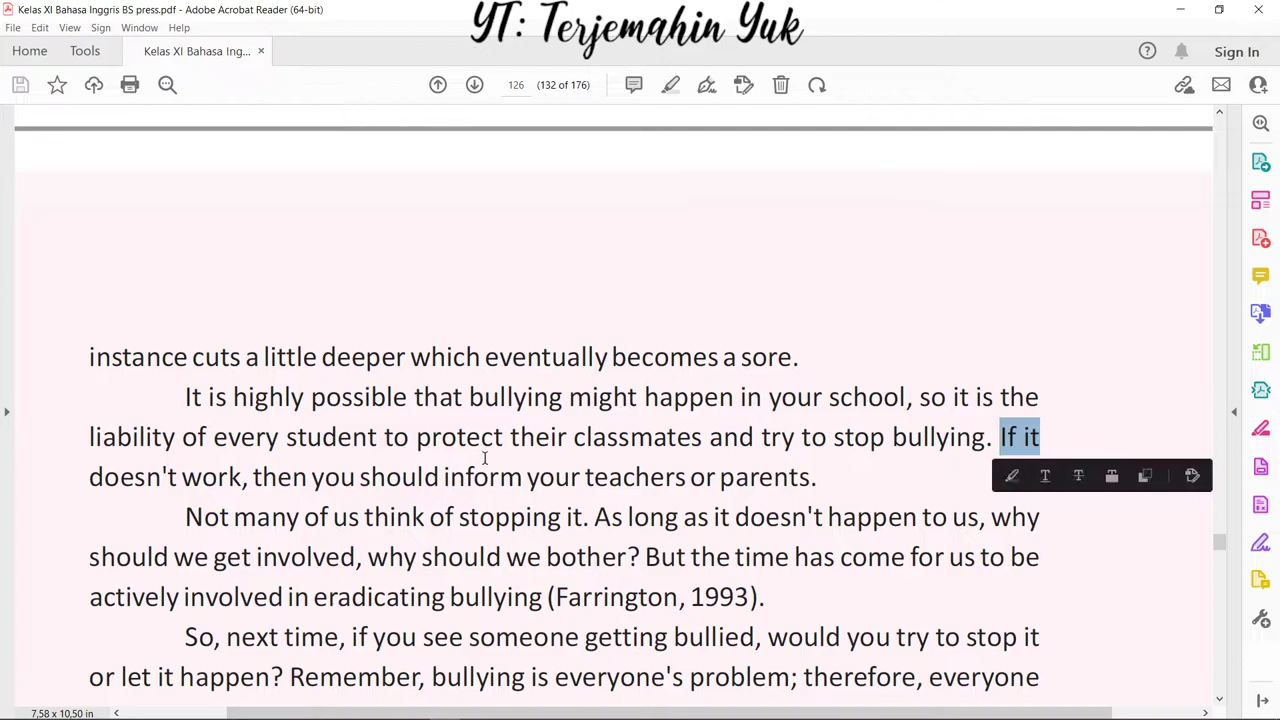 Kelas XI Bahasa Inggris BS press.pdf - Adobe Acrobat Reader (64-bit)
YT: Terjemahin Yuk
File Edit View Sign Window Help
Home Tools Kelas XI Bahasa Ing... × Sign In
126 (132 of 176)
instance cuts a little deeper which eventually becomes a sore.
It is highly possible that bullying might happen in your school, so it is the
liability of every student to protect their classmates and try to stop bullying. If it
doesn't work, then you should inform your teachers or parents.
Not many of us think of stopping it. As long as it doesn't happen to us, why
should we get involved, why should we bother? But the time has come for us to be
actively involved in eradicating bullying (Farrington, 1993).
So, next time, if you see someone getting bullied, would you try to stop it
or let it happen? Remember, bullying is everyone's problem; therefore, everyone
7,58 x 10,50 in